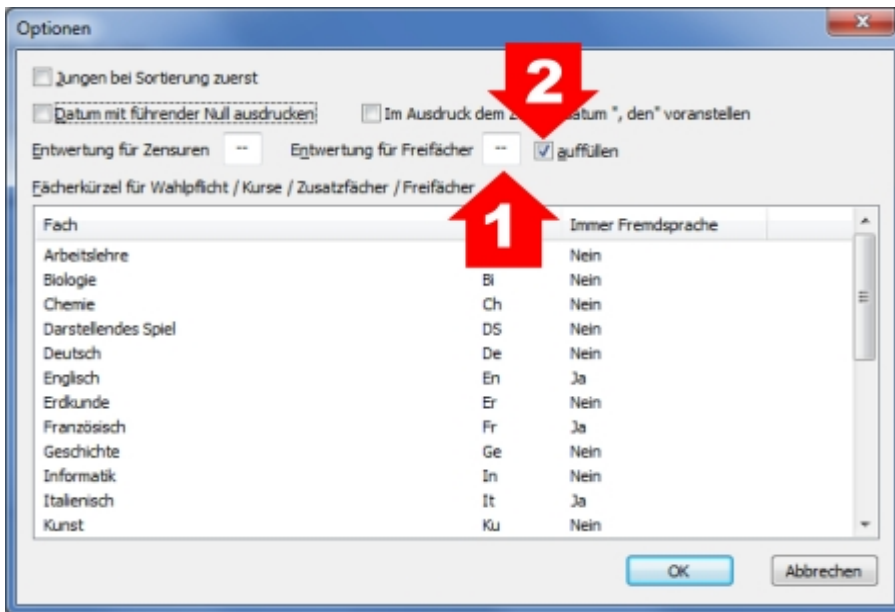 Optionen
Jungen bei Sortierung zuerst
2
Datum mit führender Null ausdrucken Im Ausdruck dem datum ", den" voranstellen
Entwertung für Zensuren -- Entwertung für Freifächer -- auffüllen
Fächerkürzel für Wahlpflicht / Kurse / Zusatzfächer / Freifächer
1
Fach Immer Fremdsprache
Arbeitslehre Nein
Biologie Bi Nein
Chemie Ch Nein
Darstellendes Spiel DS Nein
Deutsch De Nein
Englisch En Ja
Erdkunde Er Nein
Französisch Fr Ja
Geschichte Ge Nein
Informatik In Nein
Italienisch It Ja
Kunst Ku Nein
OK Abbrechen